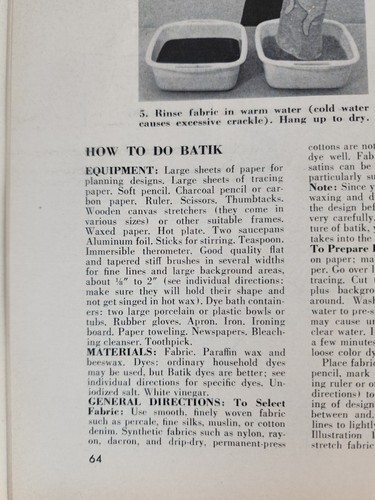 5. Rinse fabric in warm water (cold water
causes excessive crackle). Hang up to dry.
HOW TO DO BATIK
EQUIPMENT: Large sheets of paper for
planning designs. Large sheets of tracing
paper. Soft pencil. Charcoal pencil or car-
bon paper. Ruler. Scissors. Thumbtacks.
Wooden canvas stretchers (they come in
various sizes) or other suitable frames.
Waxed paper. Hot plate. Two saucepans
Aluminum foil. Sticks for stirring. Teaspoon.
Immersible therometer. Good quality flat
and tapered stiff brushes in several widths
for fine lines and large background areas,
about ⅛" to 2" (see individual directions;
make sure they will hold their shape and
not get singed in hot wax). Dye bath contain-
ers: two large porcelain or plastic bowls or
tubs, Rubber gloves. Apron. Iron, Ironing
board. Paper toweling. Newspapers. Bleach-
ing cleanser. Toothpick.
MATERIALS: Fabric. Paraffin wax and
beeswax. Dyes: ordinary household dyes
may be used, but Batik dyes are better; see
individual directions for specific dyes. Un-
iodized salt. White vinegar.
GENERAL DIRECTIONS: To Select
Fabric: Use smooth, finely woven fabric
such as percale, fine silks, muslin, or cotton
denim. Synthetic fabrics such as nylon, ray-
on, dacron, and drip-dry, permanent-press
64
cottons are not
dye well. Fab
satins can be
particularly su
Note: Since y
waxing and d
the design bef
very carefully.
ture of batik, y
takes into the
To Prepare
on paper; ma
per. Go over l
tracing. Cut
plus backgro
around. Wash
water to pre-s
may cause un
clear water. I
a few minutes
loose color dy
Place fabric
pencil, mark
ing ruler or o
directions) to
ing of design
between and.
lines to lightly
Illustration
stretch fabric